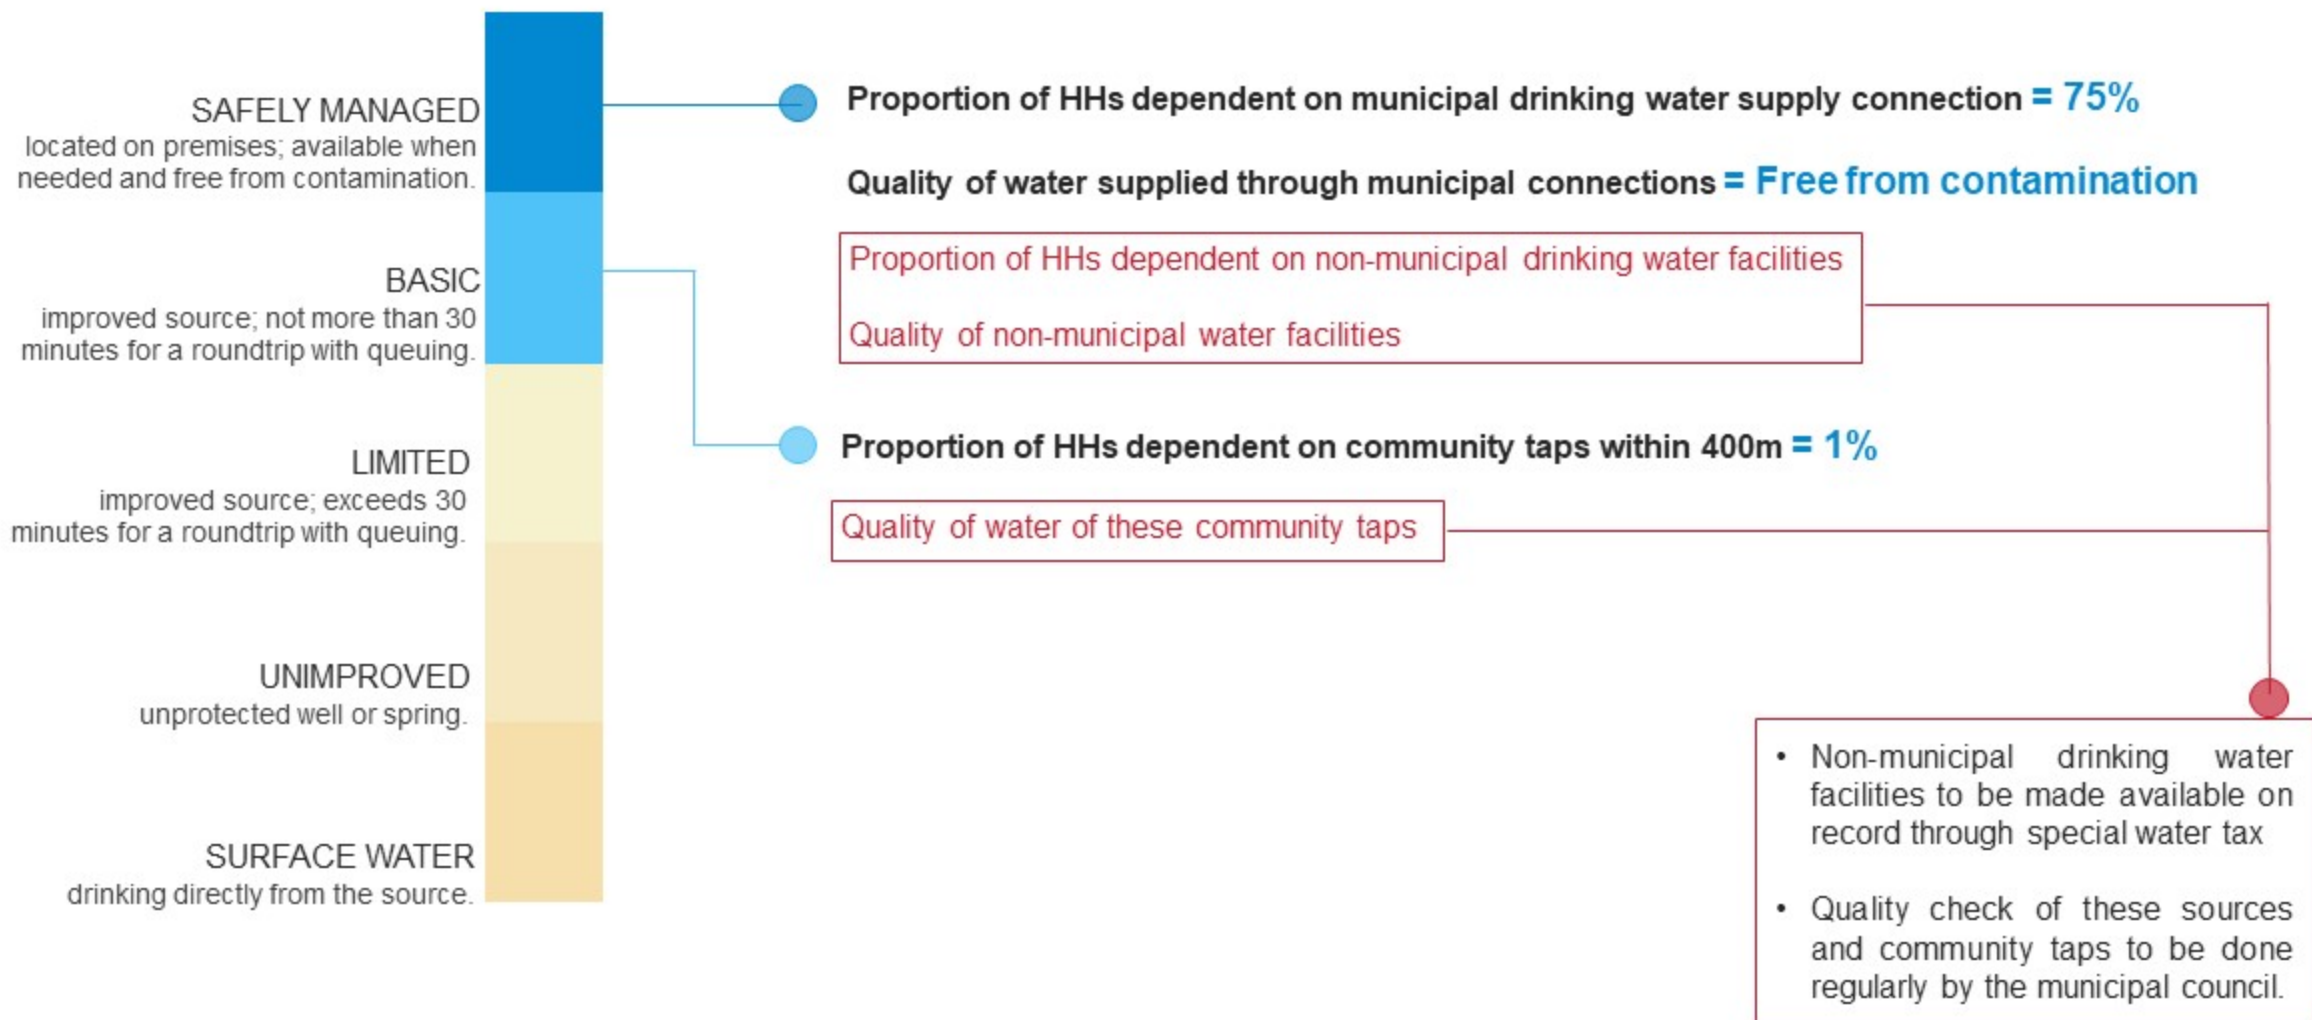 SAFELY MANAGED
located on premises; available when
needed and free from contamination.
BASIC
improved source; not more than 30
minutes for a roundtrip with queuing.
LIMITED
improved source; exceeds 30
minutes for a roundtrip with queuing.
UNIMPROVED
unprotected well or spring.
SURFACE WATER
drinking directly from the source.
Proportion of HHs dependent on municipal drinking water supply connection = 75%
Quality of water supplied through municipal connections = Free from contamination
Proportion of HHs dependent on non-municipal drinking water facilities
Quality of non-municipal water facilities
Proportion of HHs dependent on community taps within 400m = 1%
Quality of water of these community taps
• Non-municipal drinking water
facilities to be made available on
record through special water tax
• Quality check of these sources
and community taps to be done
regularly by the municipal council.